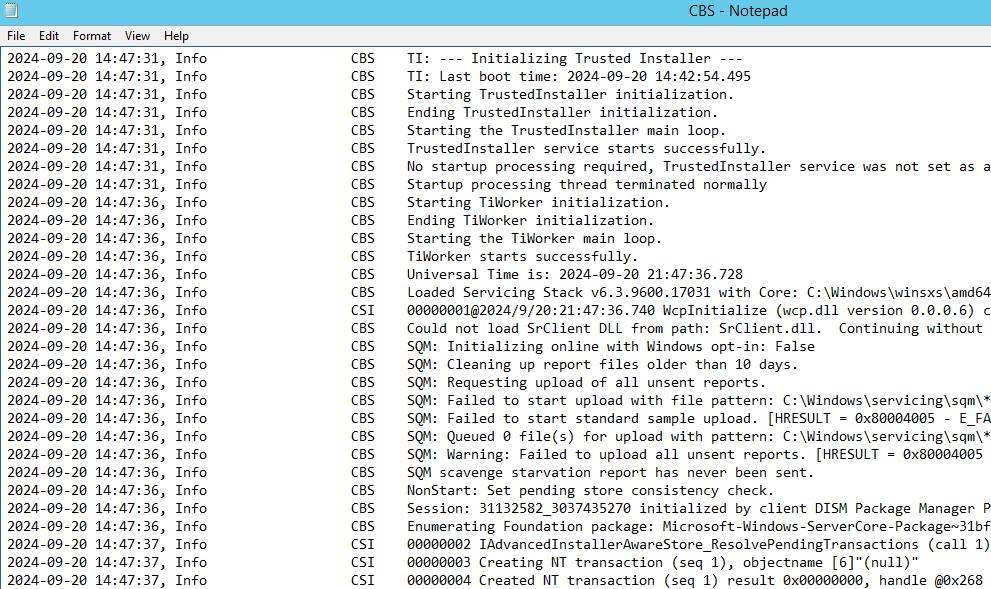 CBS - Notepad
File Edit Format View Help
2024-09-20 14:47:31, Info CBS TI: --- Initializing Trusted Installer ---
2024-09-20 14:47:31, Info CBS TI: Last boot time: 2024-09-20 14:42:54.495
2024-09-20 14:47:31, Info CBS Starting TrustedInstaller initialization.
2024-09-20 14:47:31, Info CBS Ending TrustedInstaller initialization.
2024-09-20 14:47:31, Info CBS Starting the TrustedInstaller main loop.
2024-09-20 14:47:31, Info CBS TrustedInstaller service starts successfully.
2024-09-20 14:47:31, Info CBS No startup processing required, TrustedInstaller service was not set as a
2024-09-20 14:47:31, Info CBS Startup processing thread terminated normally
2024-09-20 14:47:36, Info CBS Starting TiWorker initialization.
2024-09-20 14:47:36, Info CBS Ending TiWorker initialization.
2024-09-20 14:47:36, Info CBS Starting the TiWorker main loop.
2024-09-20 14:47:36, Info CBS TiWorker starts successfully.
2024-09-20 14:47:36, Info CBS Universal Time is: 2024-09-20 21:47:36.728
2024-09-20 14:47:36, Info CBS Loaded Servicing Stack v6.3.9600.17031 with Core: C:\Windows\winsxs\amd64
2024-09-20 14:47:36, Info CSI 00000001@2024/9/20:21:47:36.740 WcpInitialize (wcp.dll version 0.0.0.6) c
2024-09-20 14:47:36, Info CBS Could not load SrClient DLL from path: SrClient.dll.  Continuing without
2024-09-20 14:47:36, Info CBS SQM: Initializing online with Windows opt-in: False
2024-09-20 14:47:36, Info CBS SQM: Cleaning up report files older than 10 days.
2024-09-20 14:47:36, Info CBS SQM: Requesting upload of all unsent reports.
2024-09-20 14:47:36, Info CBS SQM: Failed to start upload with file pattern: C:\Windows\servicing\sqm\*
2024-09-20 14:47:36, Info CBS SQM: Failed to start standard sample upload. [HRESULT = 0x80004005 - E_FA
2024-09-20 14:47:36, Info CBS SQM: Queued 0 file(s) for upload with pattern: C:\Windows\servicing\sqm\*
2024-09-20 14:47:36, Info CBS SQM: Warning: Failed to upload all unsent reports. [HRESULT = 0x80004005
2024-09-20 14:47:36, Info CBS SQM scavenge starvation report has never been sent.
2024-09-20 14:47:36, Info CBS NonStart: Set pending store consistency check.
2024-09-20 14:47:36, Info CBS Session: 31132582_3037435270 initialized by client DISM Package Manager P
2024-09-20 14:47:36, Info CBS Enumerating Foundation package: Microsoft-Windows-ServerCore-Package~31bf
2024-09-20 14:47:37, Info CSI 00000002 IAdvancedInstallerAwareStore_ResolvePendingTransactions (call 1)
2024-09-20 14:47:37, Info CSI 00000003 Creating NT transaction (seq 1), objectname [6]"(null)"
2024-09-20 14:47:37, Info CSI 00000004 Created NT transaction (seq 1) result 0x00000000, handle @0x268